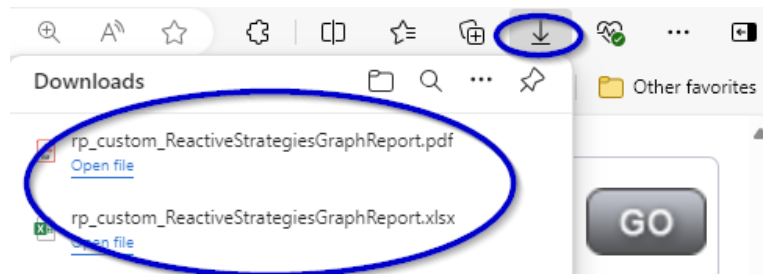 A
Downloads
Other favorites
rp_custom_ReactiveStrategiesGraphReport.pdf
Open file
rp_custom_ReactiveStrategiesGraphReport.xlsx
Open file
GO